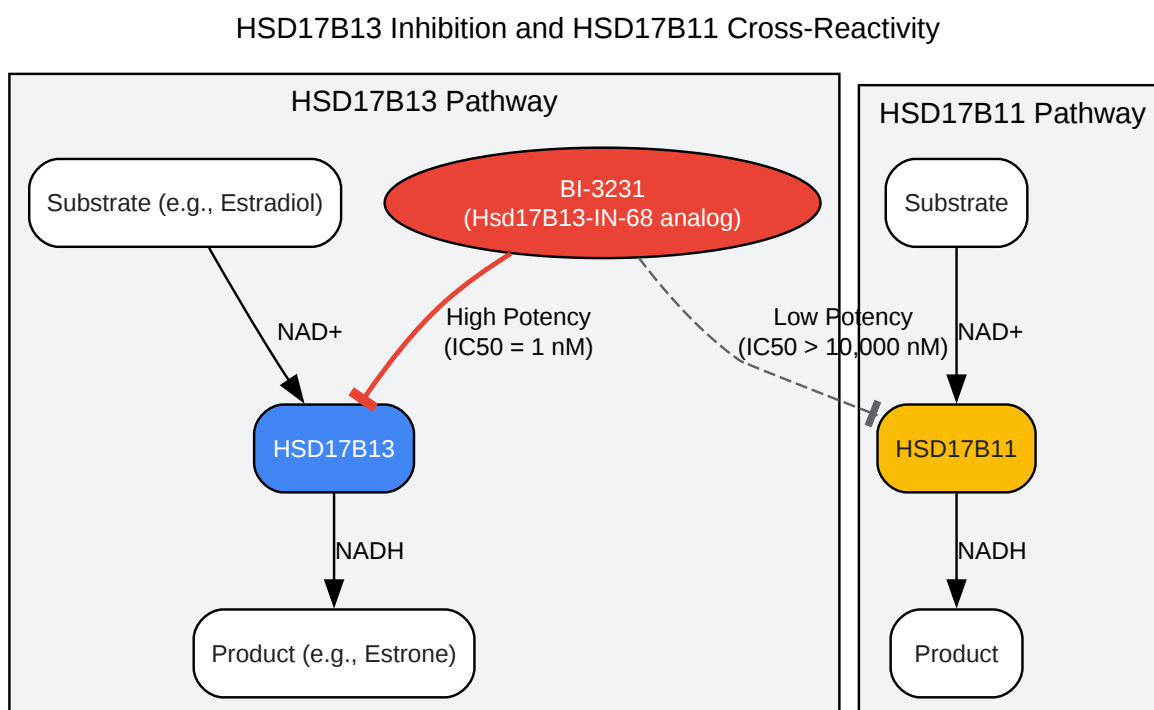 HSD17B13 Inhibition and HSD17B11 Cross-Reactivity
HSD17B13 Pathway
HSD17B11 Pathway
Substrate (e.g., Estradiol)
BI-3231
(Hsd17B13-IN-68 analog)
Substrate
NAD+
High Potency
(IC50 = 1 nM)
Low Potency
(IC50 > 10,000 nM)
NAD+
HSD17B13
HSD17B11
NADH
NADH
Product (e.g., Estrone)
Product